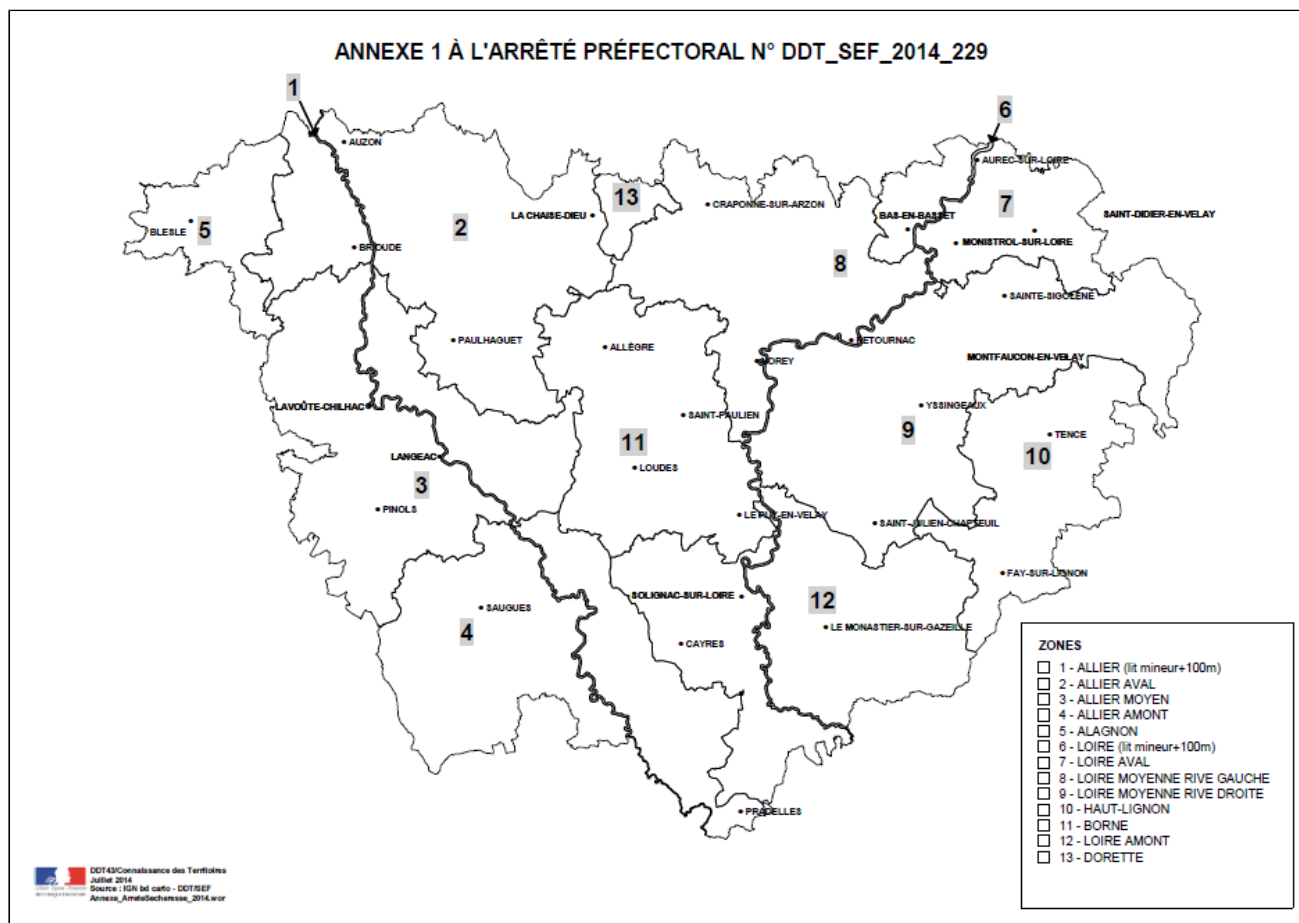 ANNEXE 1 À L'ARRÊTÉ PRÉFECTORAL N° DDT_SEF_2014_229
1
6
AUZON
AUREC-SUR-LOIRE
13
7
CRAPONNE-SUR-ARZON
LA CHAISE-DIEU
SAINT-DIDIER-EN-VELAY
BLESLE
5
2
BAS-EN-BASSET
BRIOUDE
MONISTROL-SUR-LOIRE
8
SAINTE-SIGOLENE
PAULHAGUET
ALLÈGRE
RETOURNAC
VOREY
MONTFAUCON-EN-VELAY
LAVOÛTE-CHILHAC
YSSINGEAUX
SAINT-PAULIEN
9
TENCE
11
10
LANGEAC
LOUDES
3
PINOLS
LE PUY-EN-VELAY
SAINT-JULIEN-CHAPTEUIL
FAY-SUR-LIGNON
SOLIGNAC-SUR-LOIRE
12
SAUGUES
4
LE MONASTIER-SUR-GAZEILLE
CAYRES
PRADELLES
ZONES
1 - ALLIER (lit mineur+100m)
2 - ALLIER AVAL
3 - ALLIER MOYEN
4 - ALLIER AMONT
5 - ALAGNON
6 - LOIRE (lit mineur+100m)
7 - LOIRE AVAL
8 - LOIRE MOYENNE RIVE GAUCHE
9 - LOIRE MOYENNE RIVE DROITE
10 - HAUT-LIGNON
11 - BORNE
12 - LOIRE AMONT
13 - DORETTE
DDT43/Connaissance des Territoires
Juillet 2014
Source : IGN bd carto - DDT/SEF
Annexe_ArreteSecheresse_2014.wor